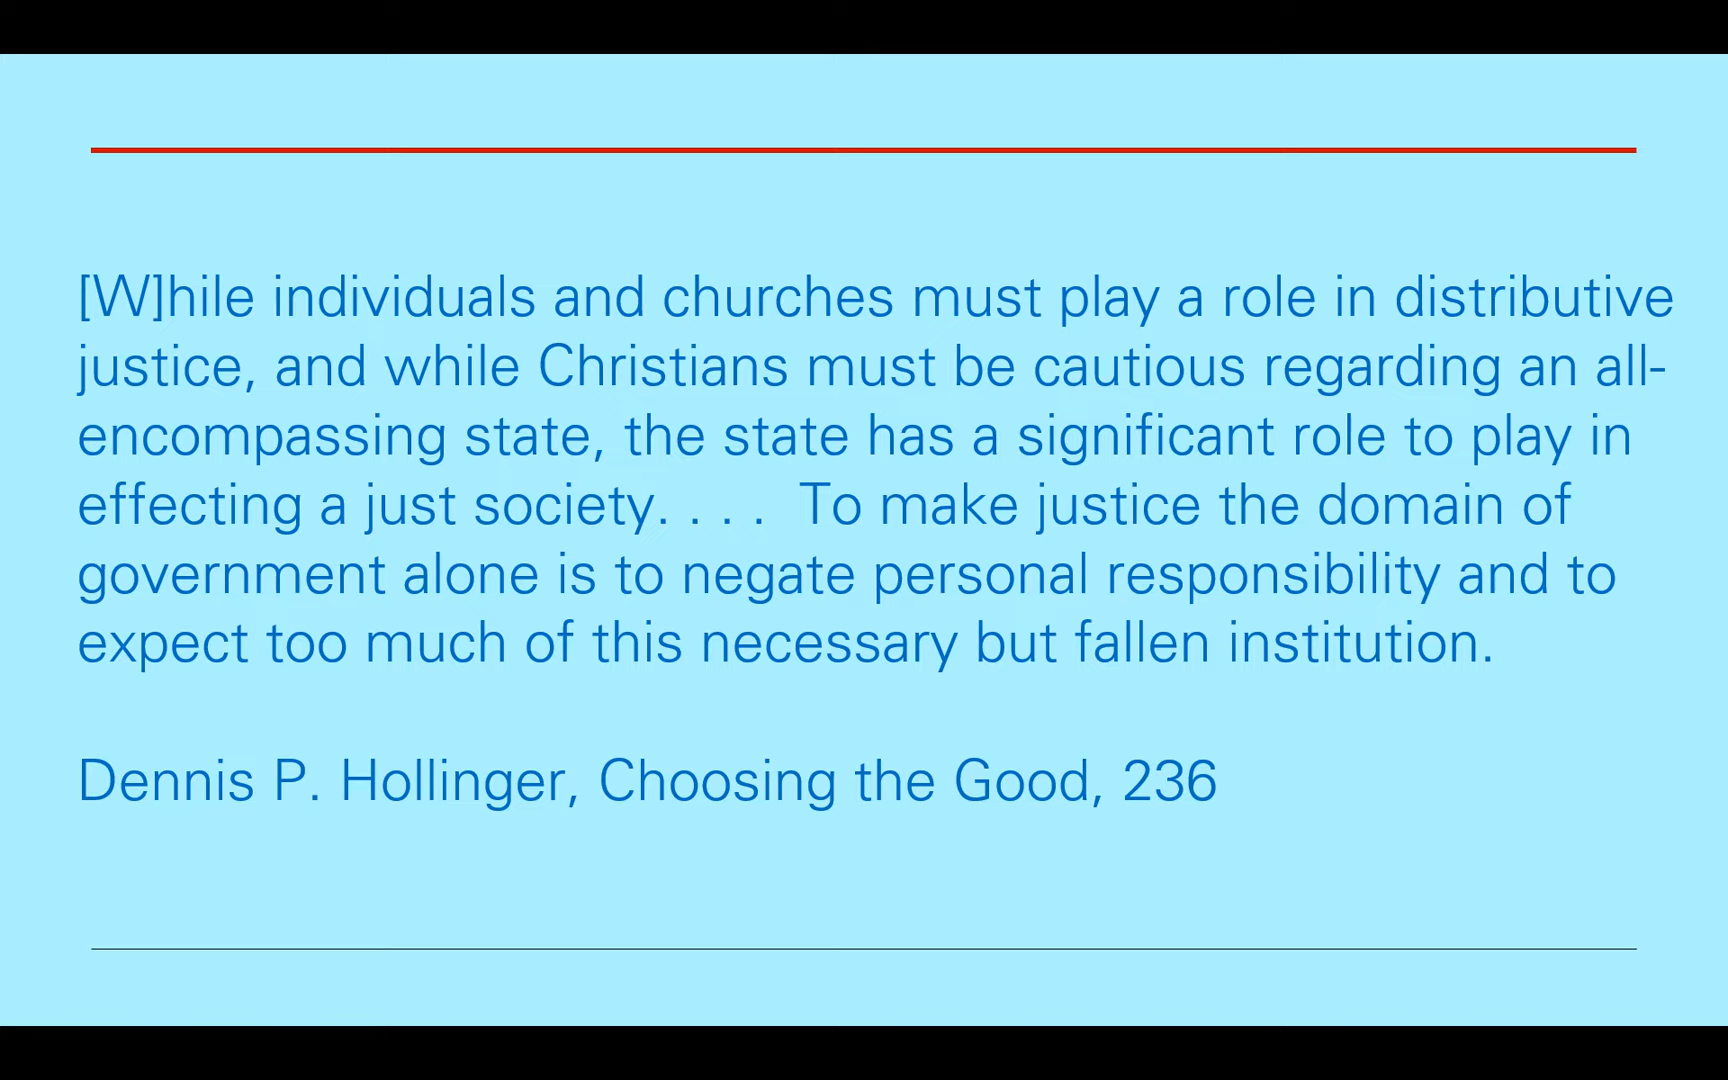 [W]hile individuals and churches must play a role in distributive
justice, and while Christians must be cautious regarding an all-
encompassing state, the state has a significant role to play in
effecting a just society. . . .  To make justice the domain of
government alone is to negate personal responsibility and to
expect too much of this necessary but fallen institution.
Dennis P. Hollinger, Choosing the Good, 236